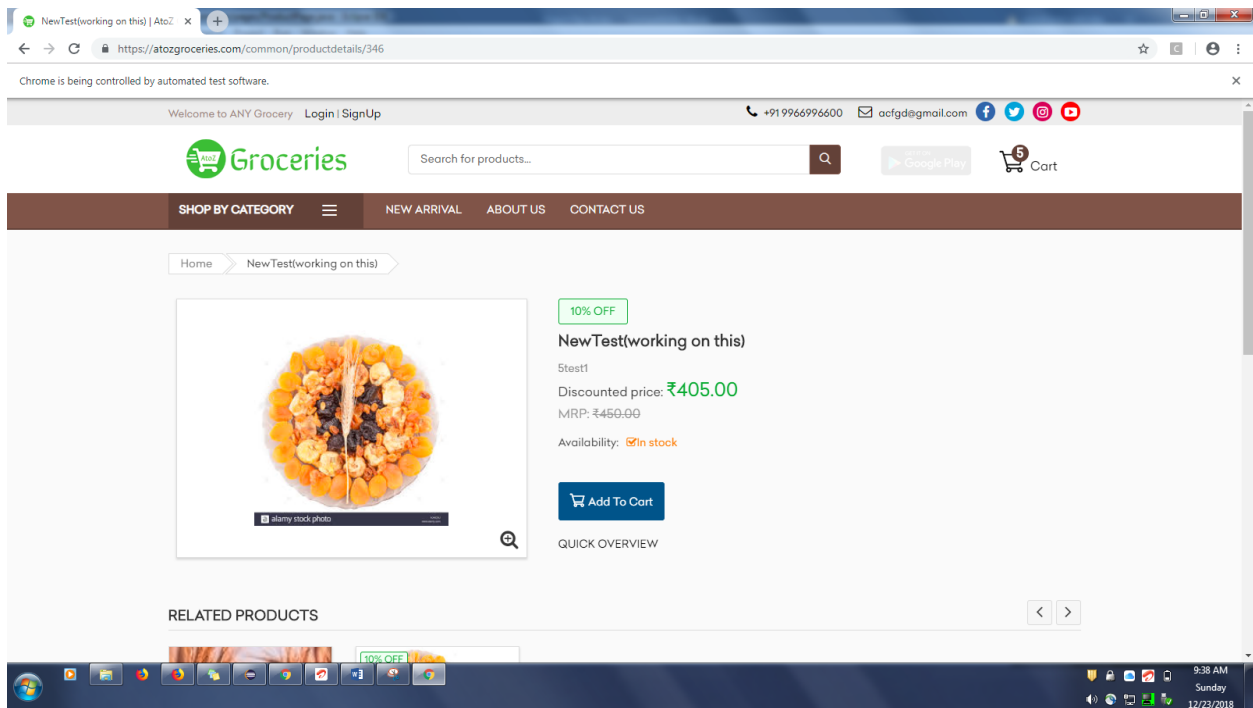 NewTest(working on this) | AtoZ
https://atozgroceries.com/common/productdetails/346
Chrome is being controlled by automated test software.
Welcome to ANY Grocery Login | SignUp +91 9966996600 acfgd@gmail.com
AtoZ Groceries Search for products... Google Play 5 Cart
SHOP BY CATEGORY NEW ARRIVAL ABOUT US CONTACT US
Home NewTest(working on this)
10% OFF
NewTest(working on this)
5test1
Discounted price: ₹405.00
MRP: ₹450.00
Availability: In stock
Add To Cart
a alamy stock photo
QUICK OVERVIEW
RELATED PRODUCTS
10% OFF
9:38 AM
Sunday
12/23/2018